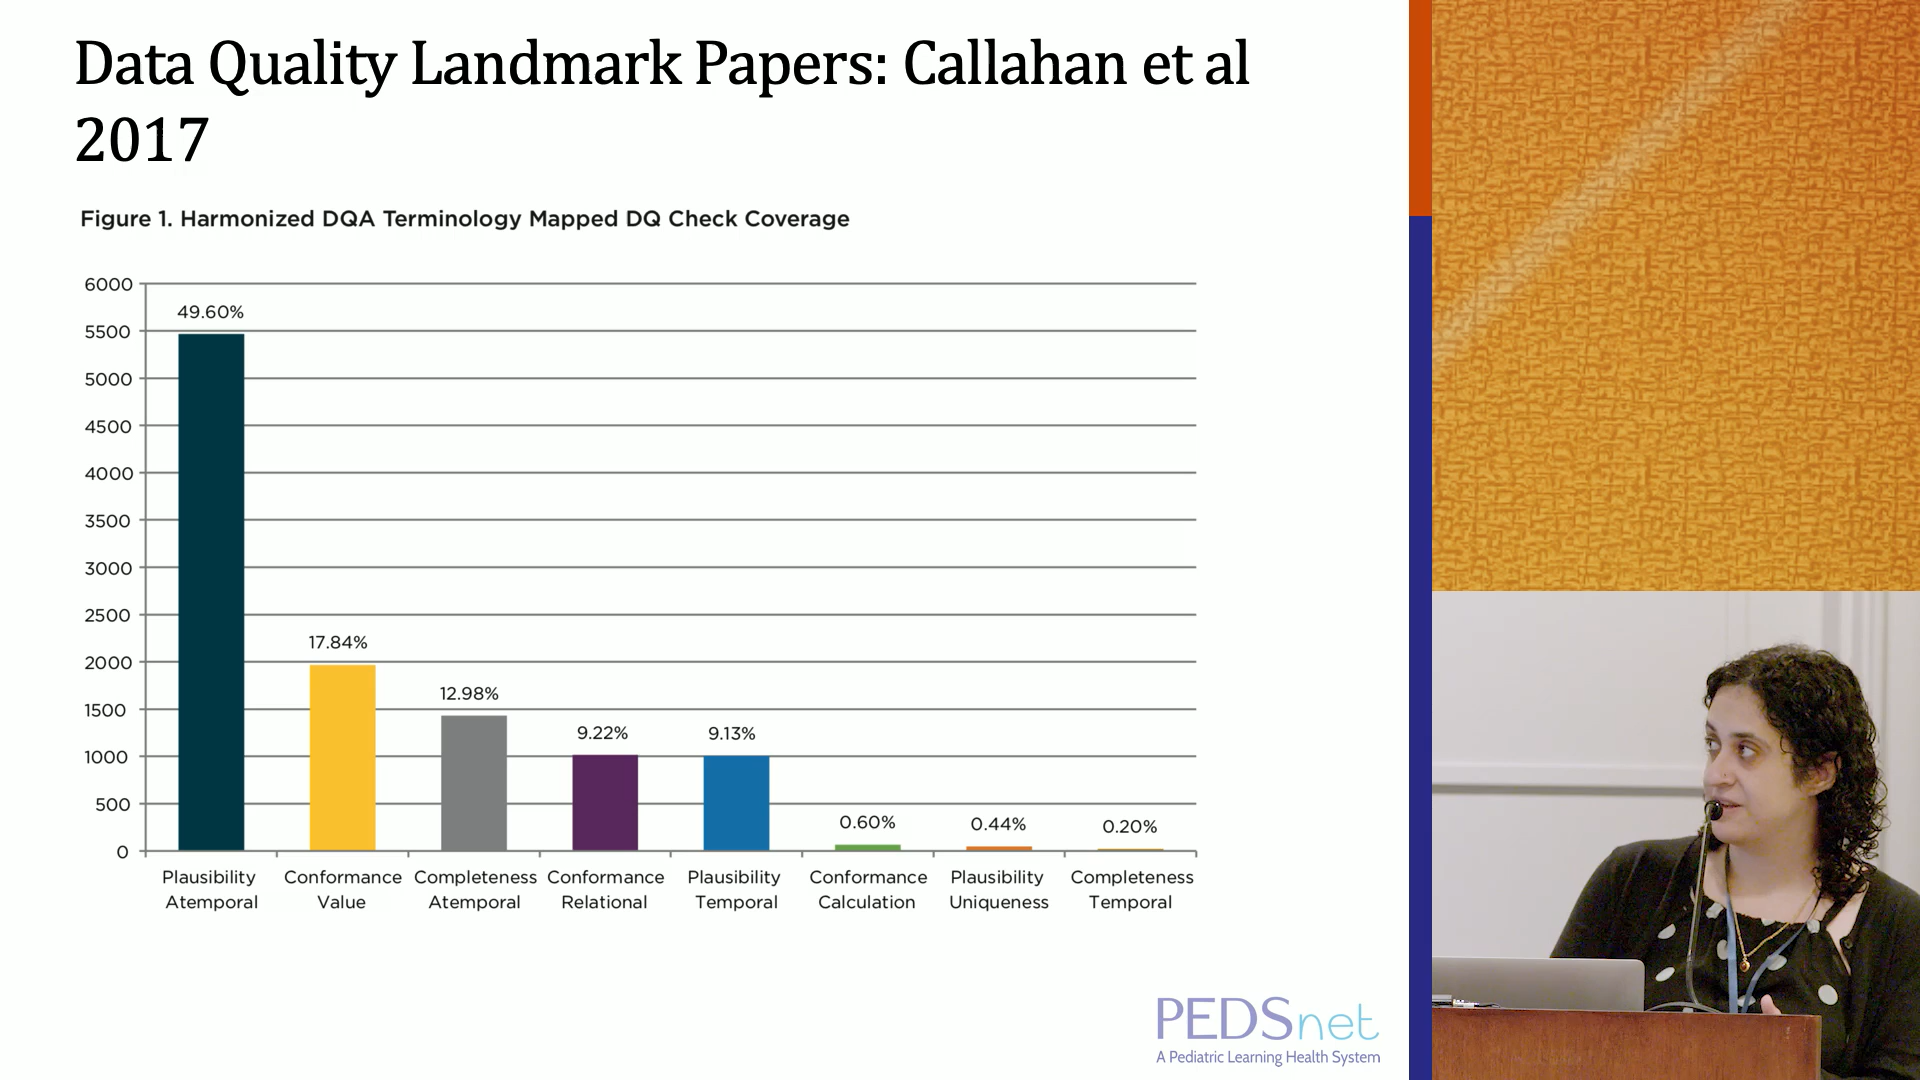 Data Quality Landmark Papers: Callahan et al
2017
Figure 1. Harmonized DQA Terminology Mapped DQ Check Coverage
6000
5500
5000
4500
4000
3500
3000
2500
2000
1500
1000
500
0
49.60%
17.84%
12.98%
9.22%
9.13%
0.60%
0.44%
0.20%
Plausibility
Atemporal
Conformance
Value
Completeness
Atemporal
Conformance
Relational
Plausibility
Temporal
Conformance
Calculation
Plausibility
Uniqueness
Completeness
Temporal
PEDSnet
A Pediatric Learning Health System